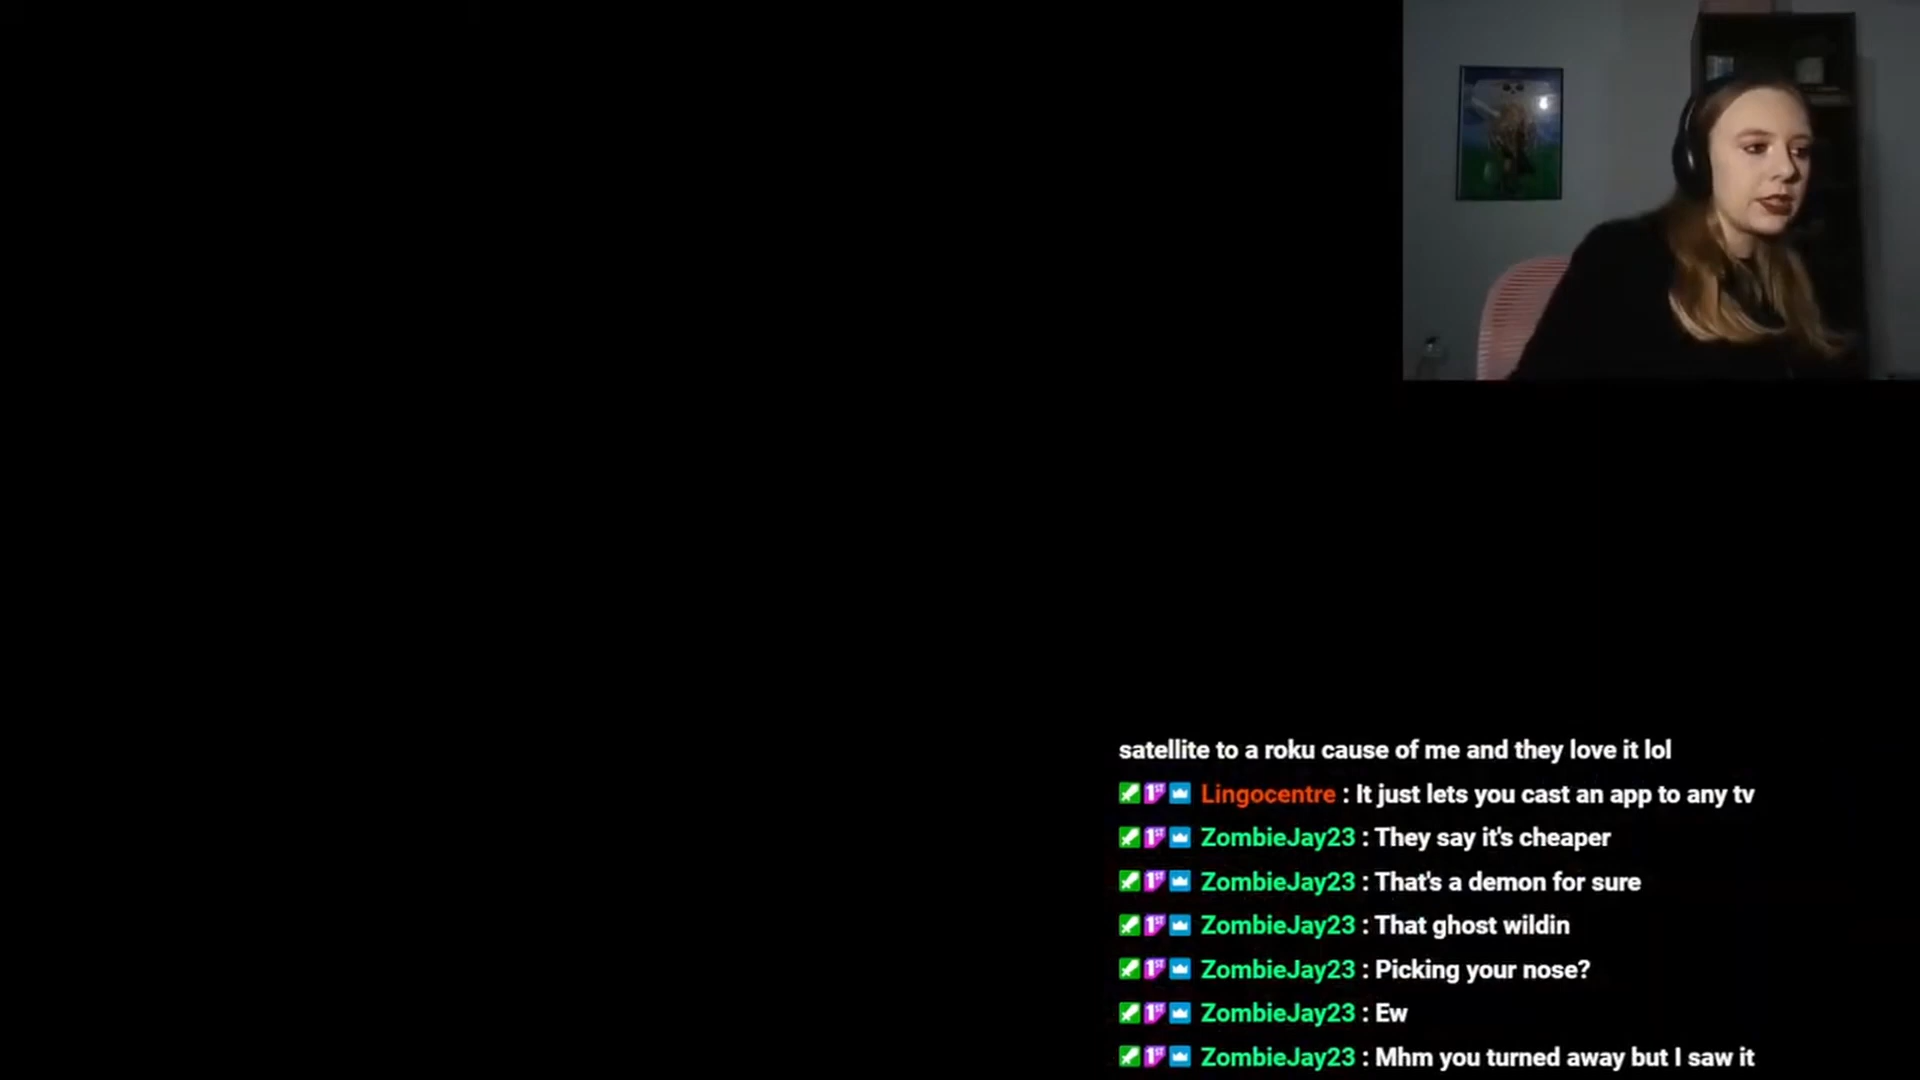 satellite to a roku cause of me and they love it lol
Lingocentre : It just lets you cast an app to any tv
ZombieJay23 : They say it's cheaper
ZombieJay23 : That's a demon for sure
ZombieJay23 : That ghost wildin
ZombieJay23 : Picking your nose?
ZombieJay23 : Ew
ZombieJay23 : Mhm you turned away but I saw it